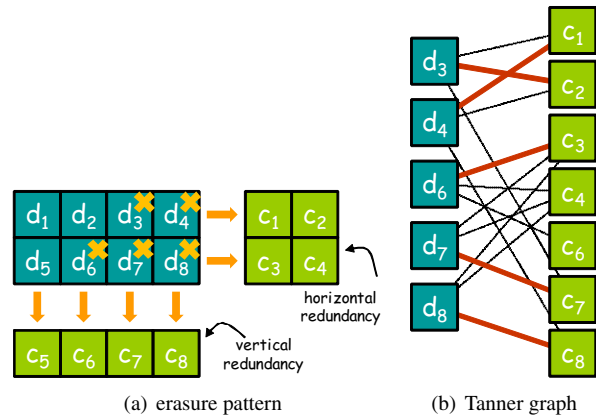 d1 d2 d3 d4
c1 c2
d5 d6 d7 d8
c3 c4
horizontal
redundancy
vertical
redundancy
c5 c6 c7 c8
(a) erasure pattern
d3
d4
d6
d7
d8
c1
c2
c3
c4
c6
c7
c8
(b) Tanner graph